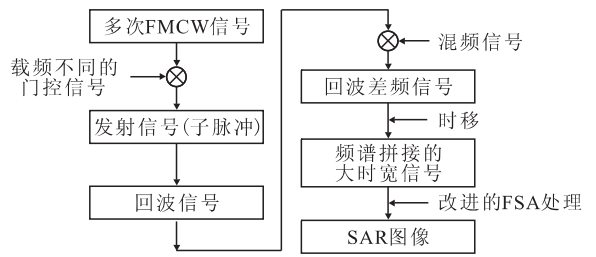 多次FMCW信号
载频不同的
门控信号
发射信号(子脉冲)
回波信号
混频信号
回波差频信号
时移
频谱拼接的
大时宽信号
改进的FSA处理
SAR图像